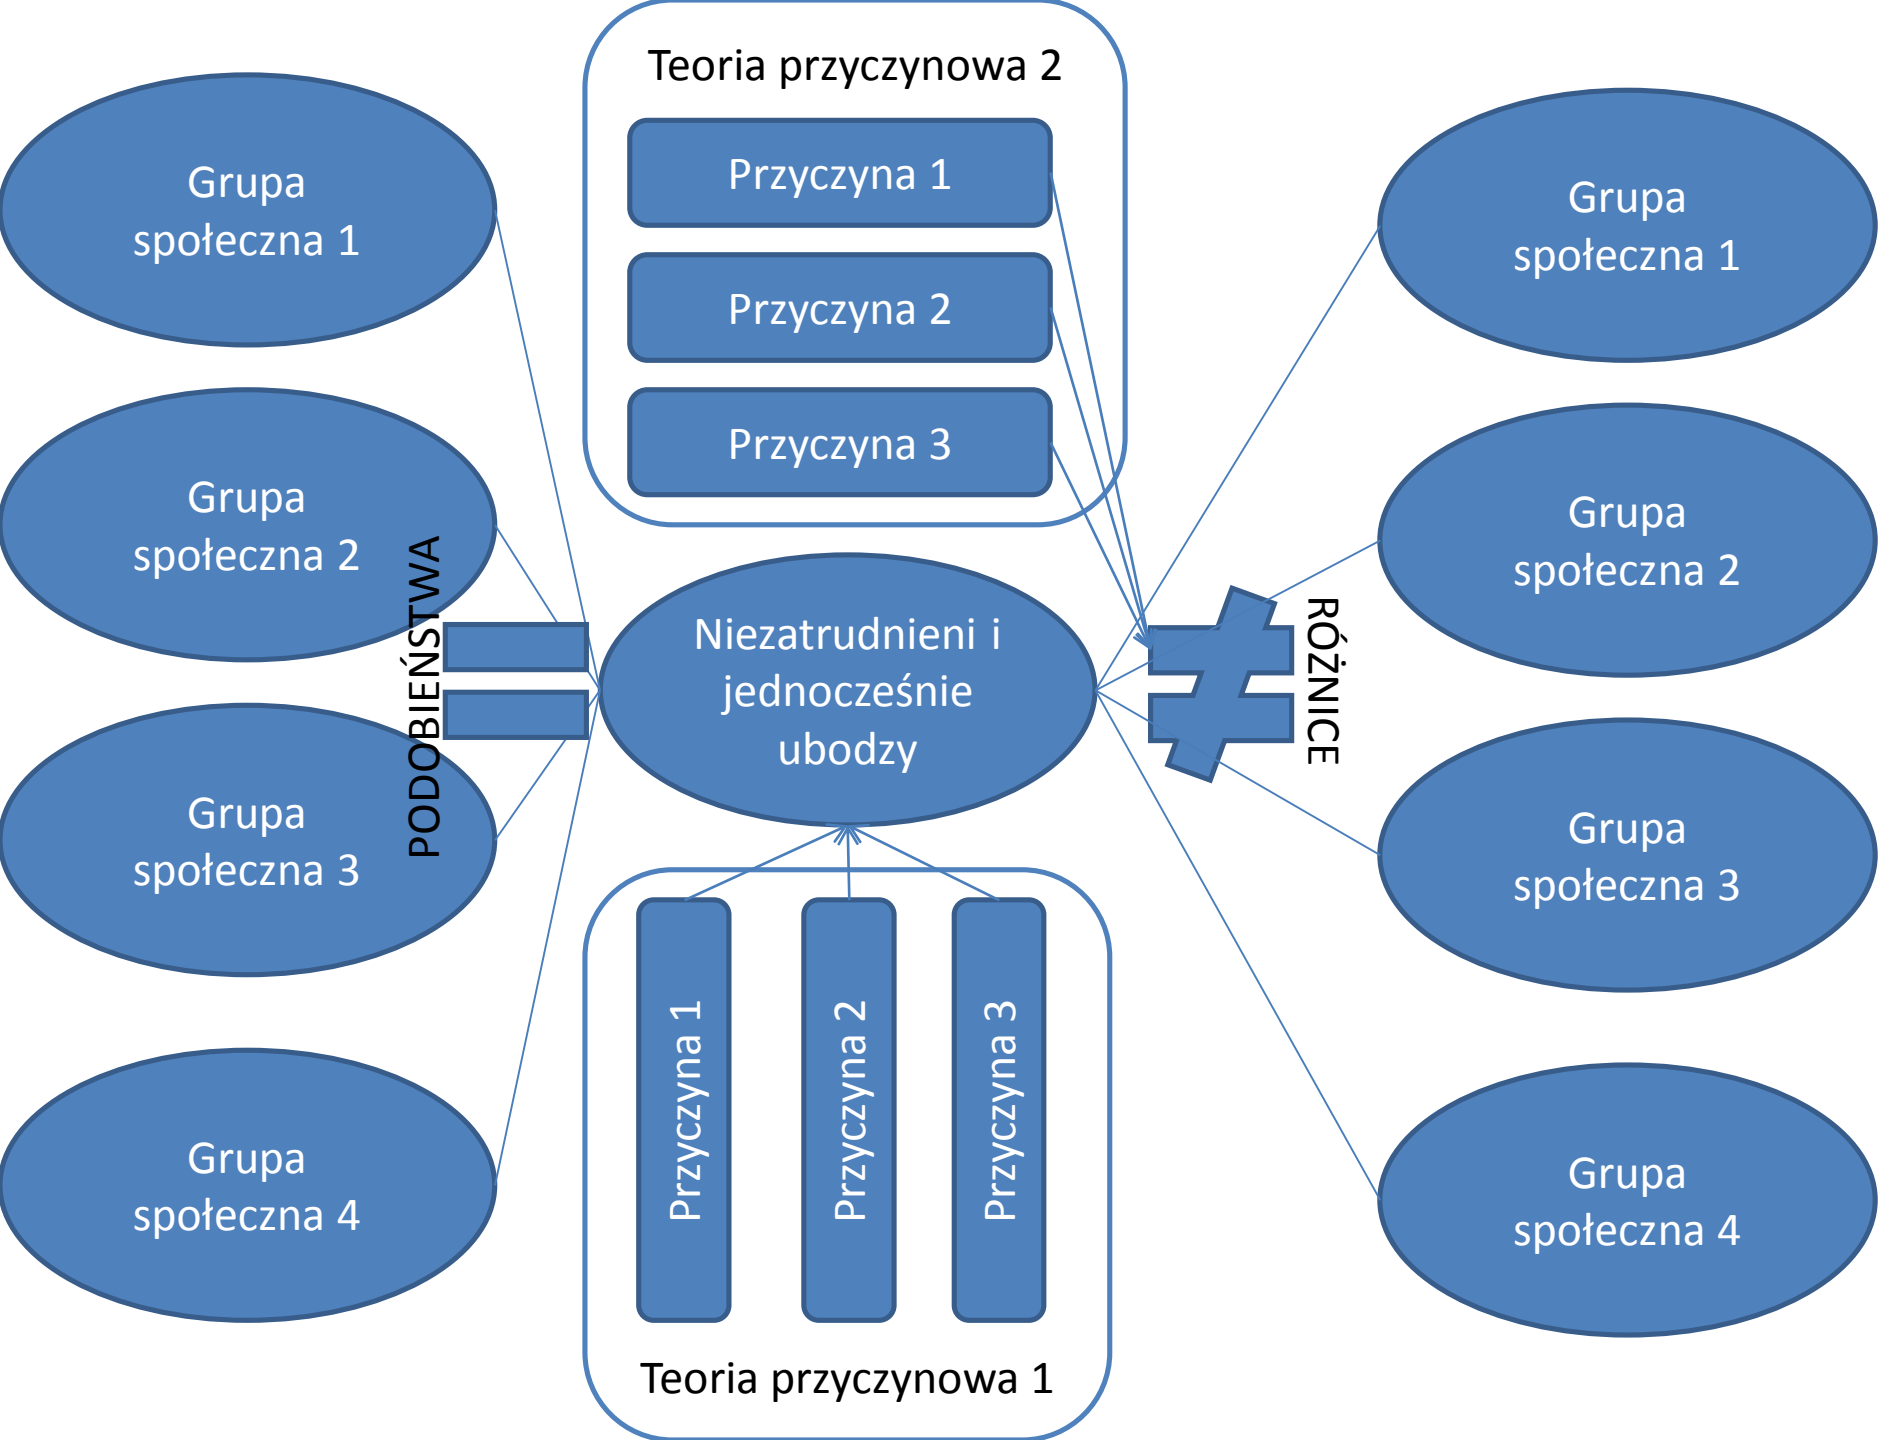 Teoria przyczynowa 2
Przyczyna 1
Przyczyna 2
Przyczyna 3
Grupa
społeczna 1
Grupa
społeczna 2
Grupa
społeczna 3
Grupa
społeczna 4
PODOBIEŃSTWA
Niezatrudnieni i
jednocześnie
ubodzy
RÓŻNICE
Grupa
społeczna 1
Grupa
społeczna 2
Grupa
społeczna 3
Grupa
społeczna 4
Przyczyna 1
Przyczyna 2
Przyczyna 3
Teoria przyczynowa 1